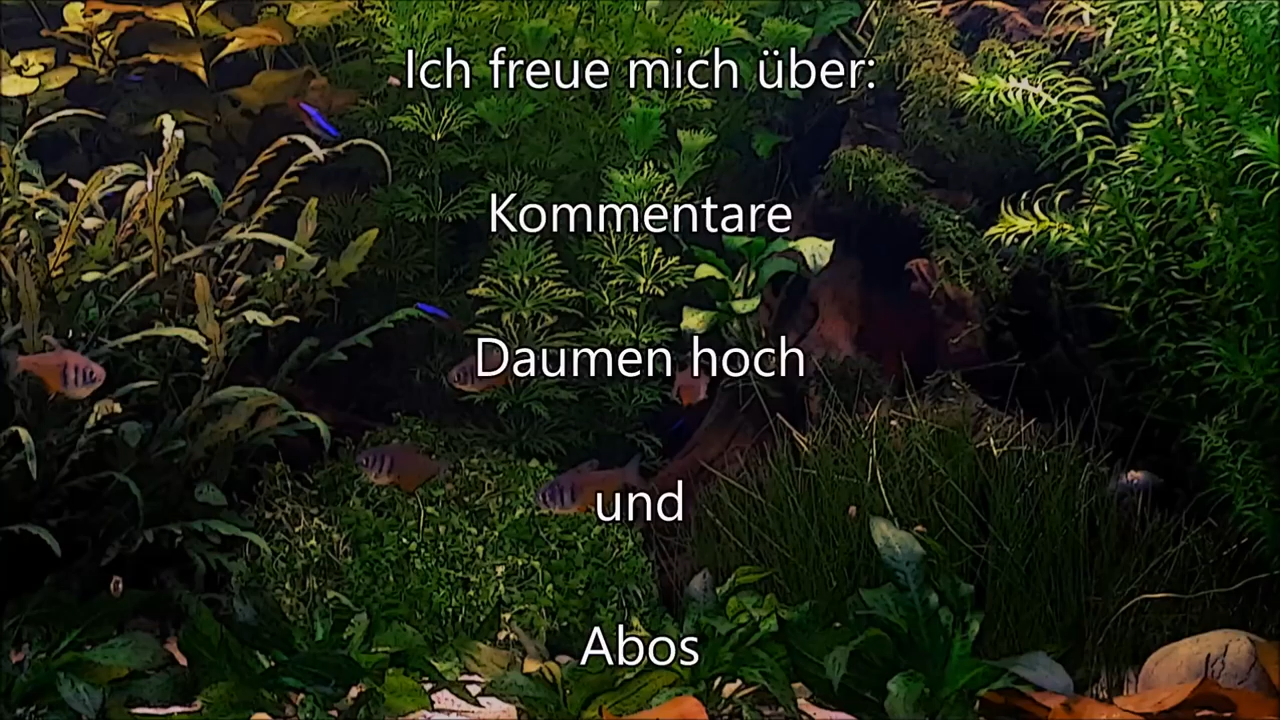 Ich freue mich über:
Kommentare
Daumen hoch
und
Abos